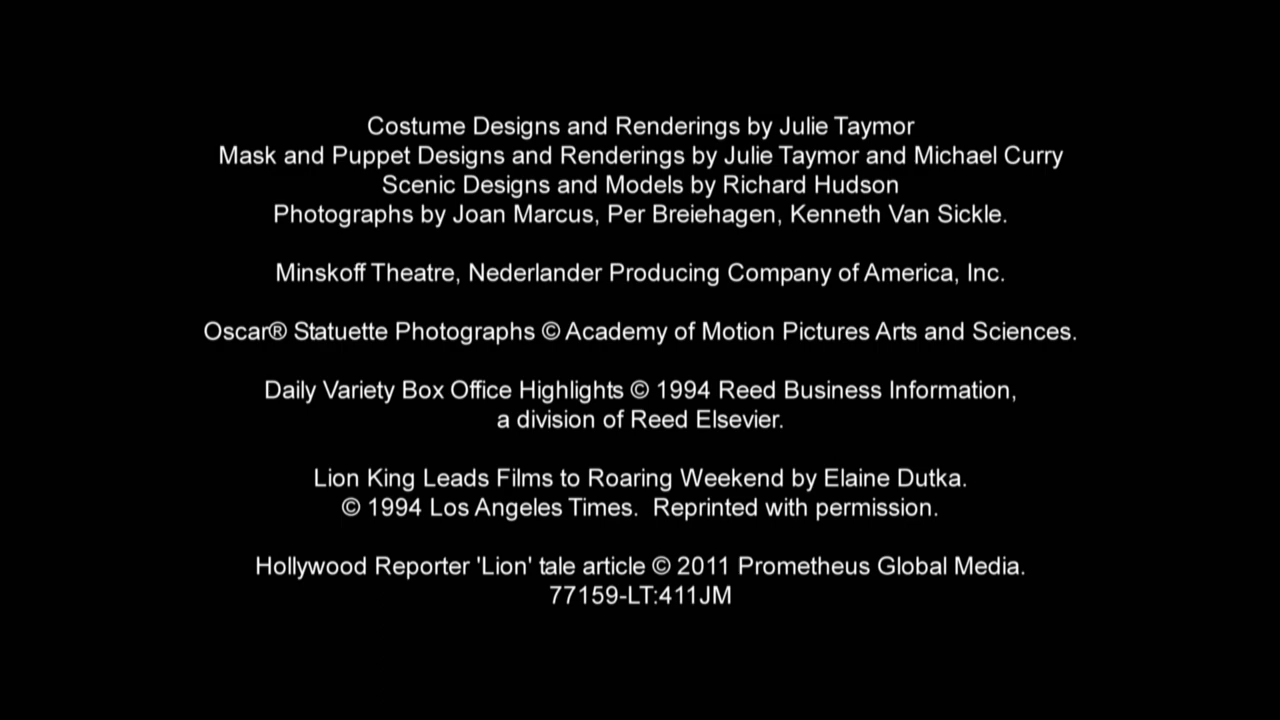 Costume Designs and Renderings by Julie Taymor
Mask and Puppet Designs and Renderings by Julie Taymor and Michael Curry
Scenic Designs and Models by Richard Hudson
Photographs by Joan Marcus, Per Breiehagen, Kenneth Van Sickle.
Minskoff Theatre, Nederlander Producing Company of America, Inc.
Oscar® Statuette Photographs © Academy of Motion Pictures Arts and Sciences.
Daily Variety Box Office Highlights © 1994 Reed Business Information,
a division of Reed Elsevier.
Lion King Leads Films to Roaring Weekend by Elaine Dutka.
© 1994 Los Angeles Times.  Reprinted with permission.
Hollywood Reporter 'Lion' tale article © 2011 Prometheus Global Media.
77159-LT:411JM